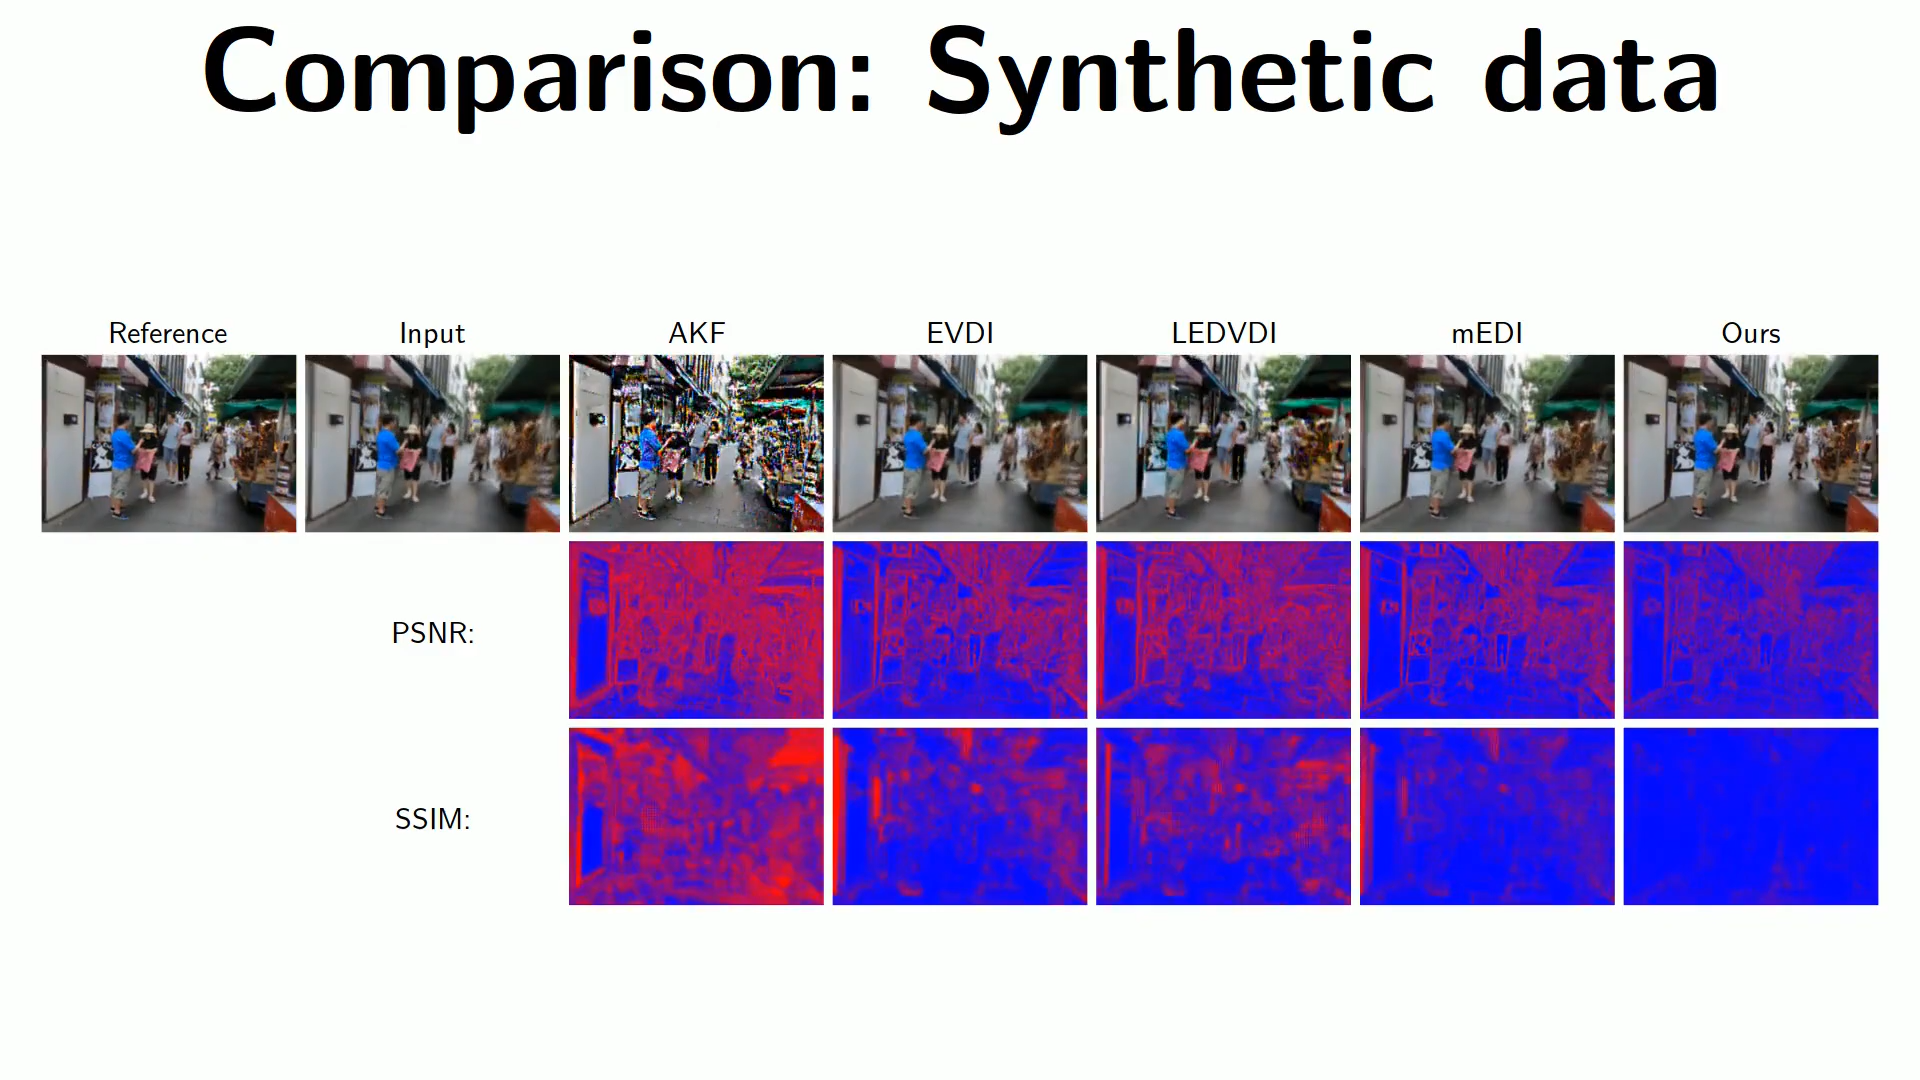 Comparison: Synthetic data
Reference Input AKF EVDI LEDVDI mEDI Ours
PSNR:
SSIM: